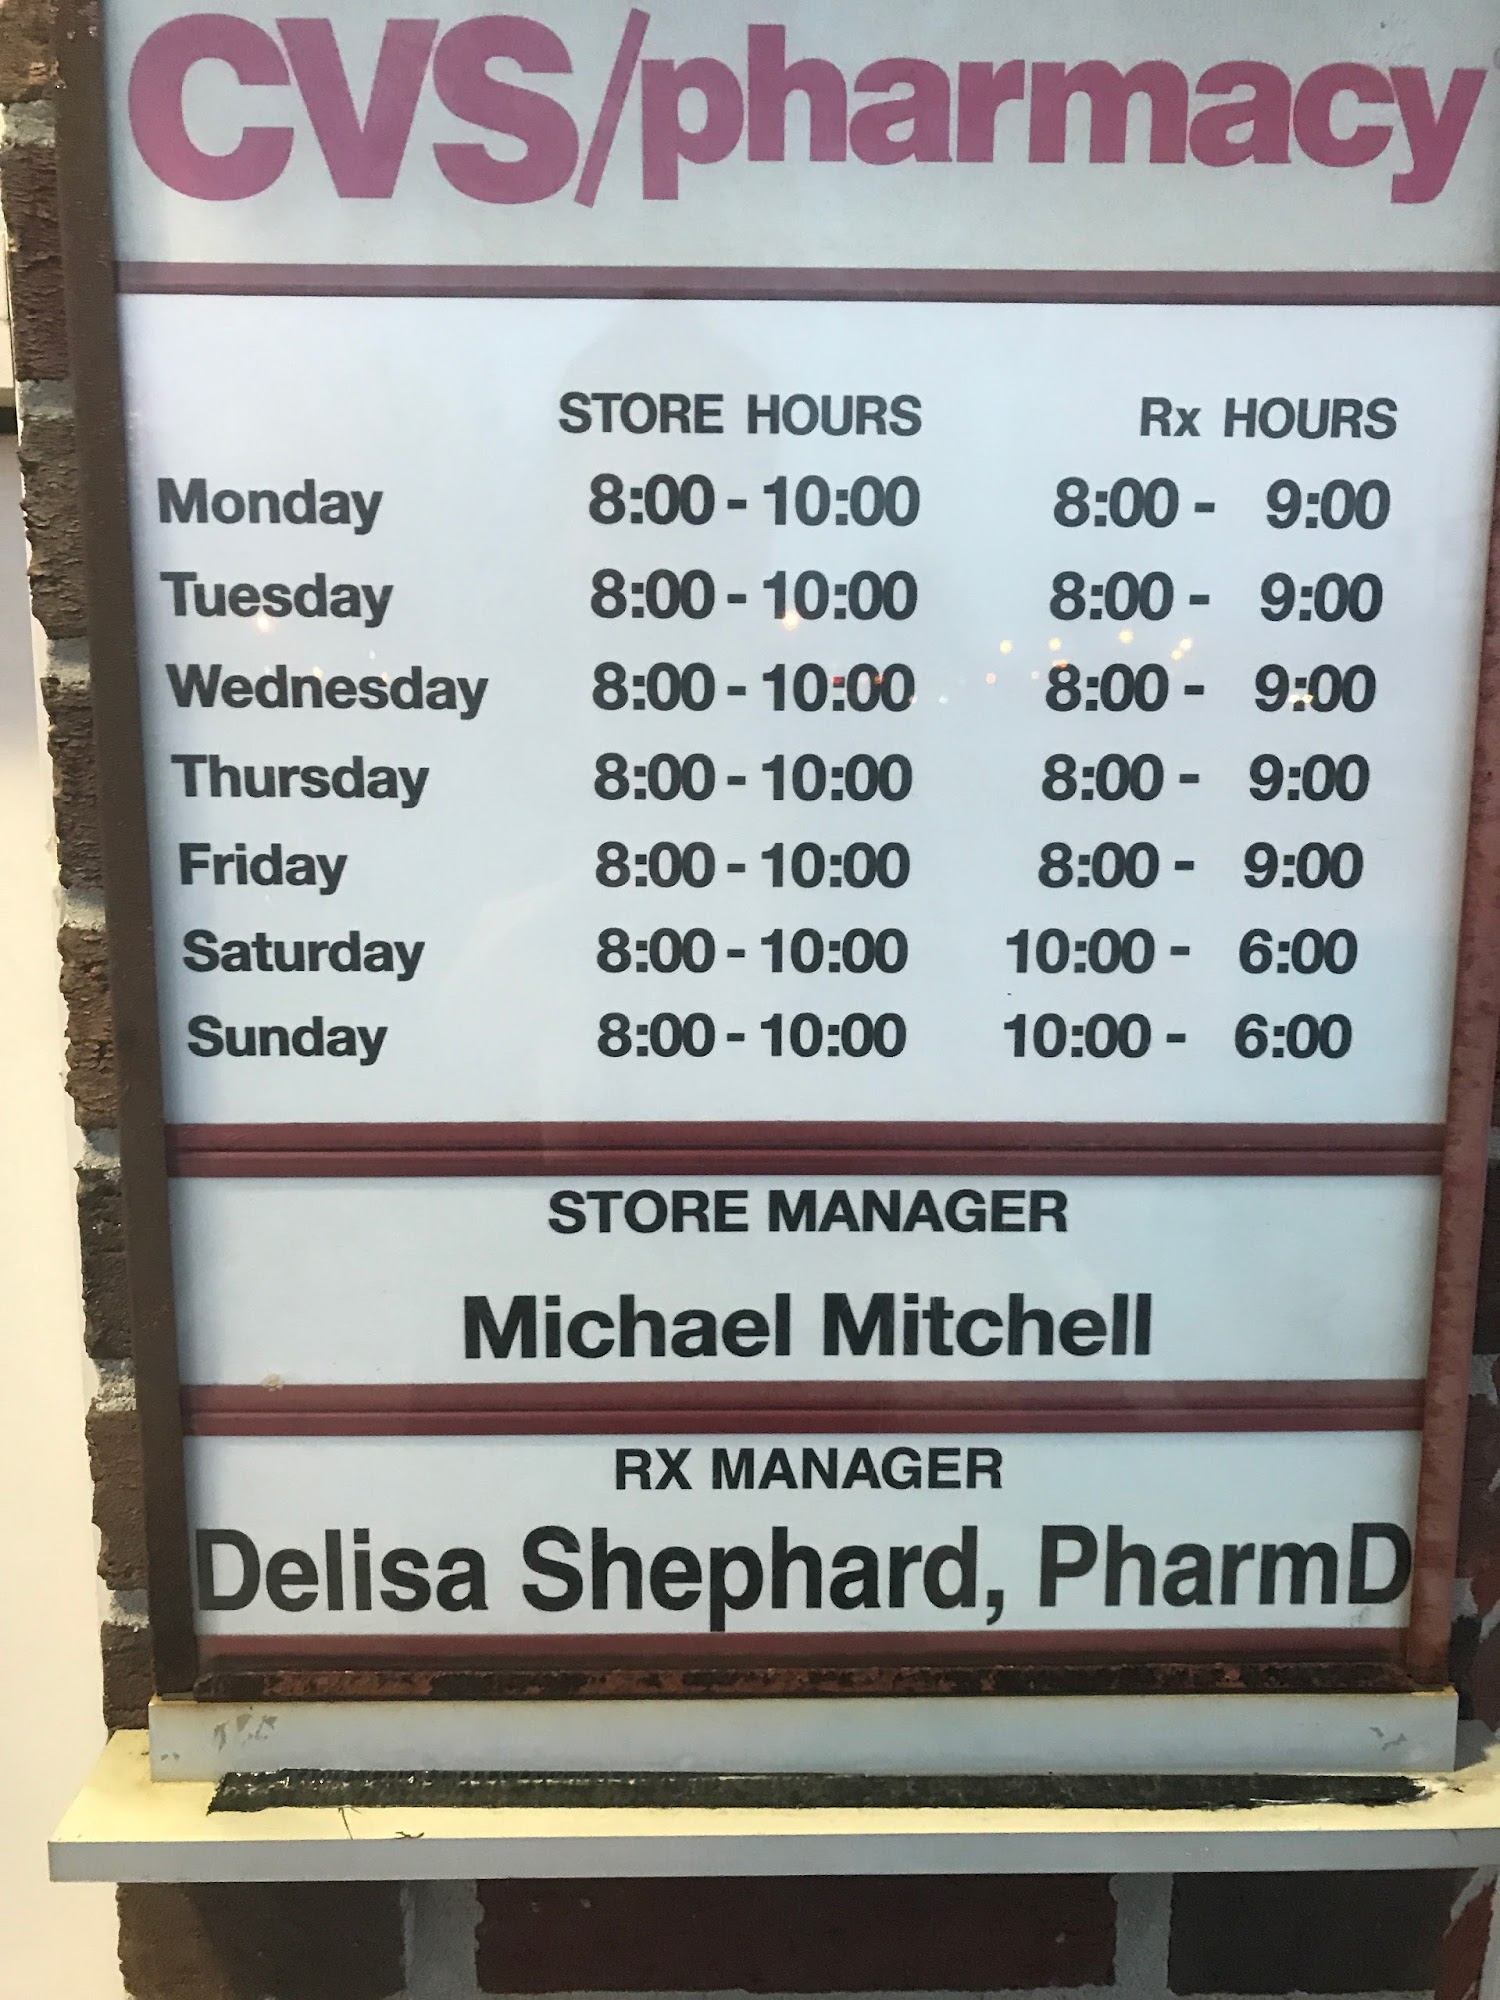 CVS/pharmacy
STORE HOURS Rx HOURS
Monday 8:00 - 10:00 8:00 - 9:00
Tuesday 8:00 - 10:00 8:00 - 9:00
Wednesday 8:00 - 10:00 8:00 - 9:00
Thursday 8:00 - 10:00 8:00 - 9:00
Friday 8:00 - 10:00 8:00 - 9:00
Saturday 8:00 - 10:00 10:00 - 6:00
Sunday 8:00 - 10:00 10:00 - 6:00
STORE MANAGER
Michael Mitchell
RX MANAGER
Delisa Shephard, PharmD